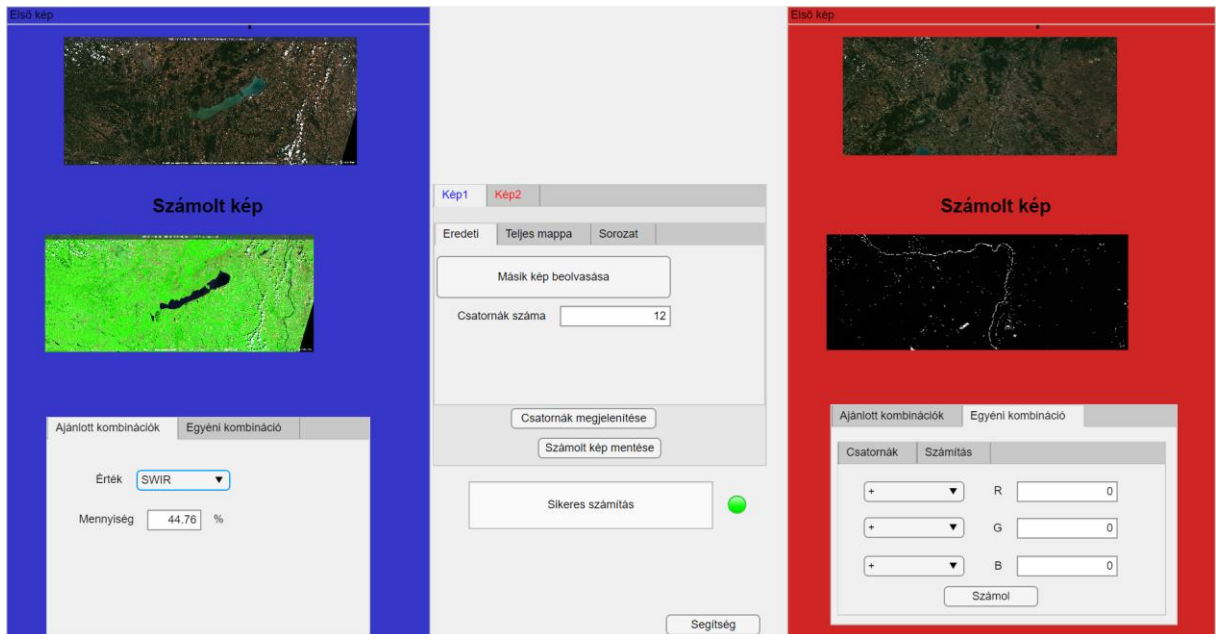 Első kép
Számolt kép
Ajánlott kombinációk
Egyéni kombináció
Érték
SWIR
Mennyiség
44.76
%
Kép1
Kép2
Eredeti
Teljes mappa
Sorozat
Másik kép beolvasása
Csatornák száma
12
Csatornák megjelenítése
Számolt kép mentése
Sikeres számítás
Segítség
Első kép
Számolt kép
Ajánlott kombinációk
Egyéni kombináció
Csatornák
Számítás
+
R
0
+
G
0
+
B
0
Számol